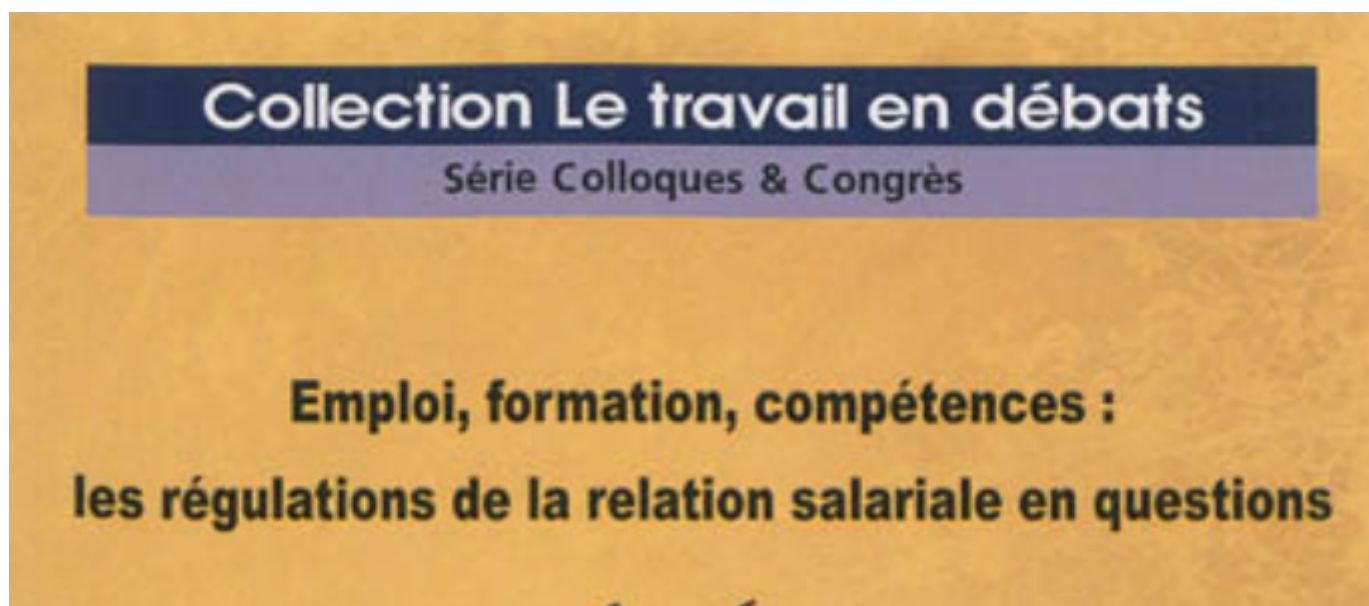 Collection Le travail en débats
Série Colloques & Congrès
Emploi, formation, compétences :
les régulations de la relation salariale en questions